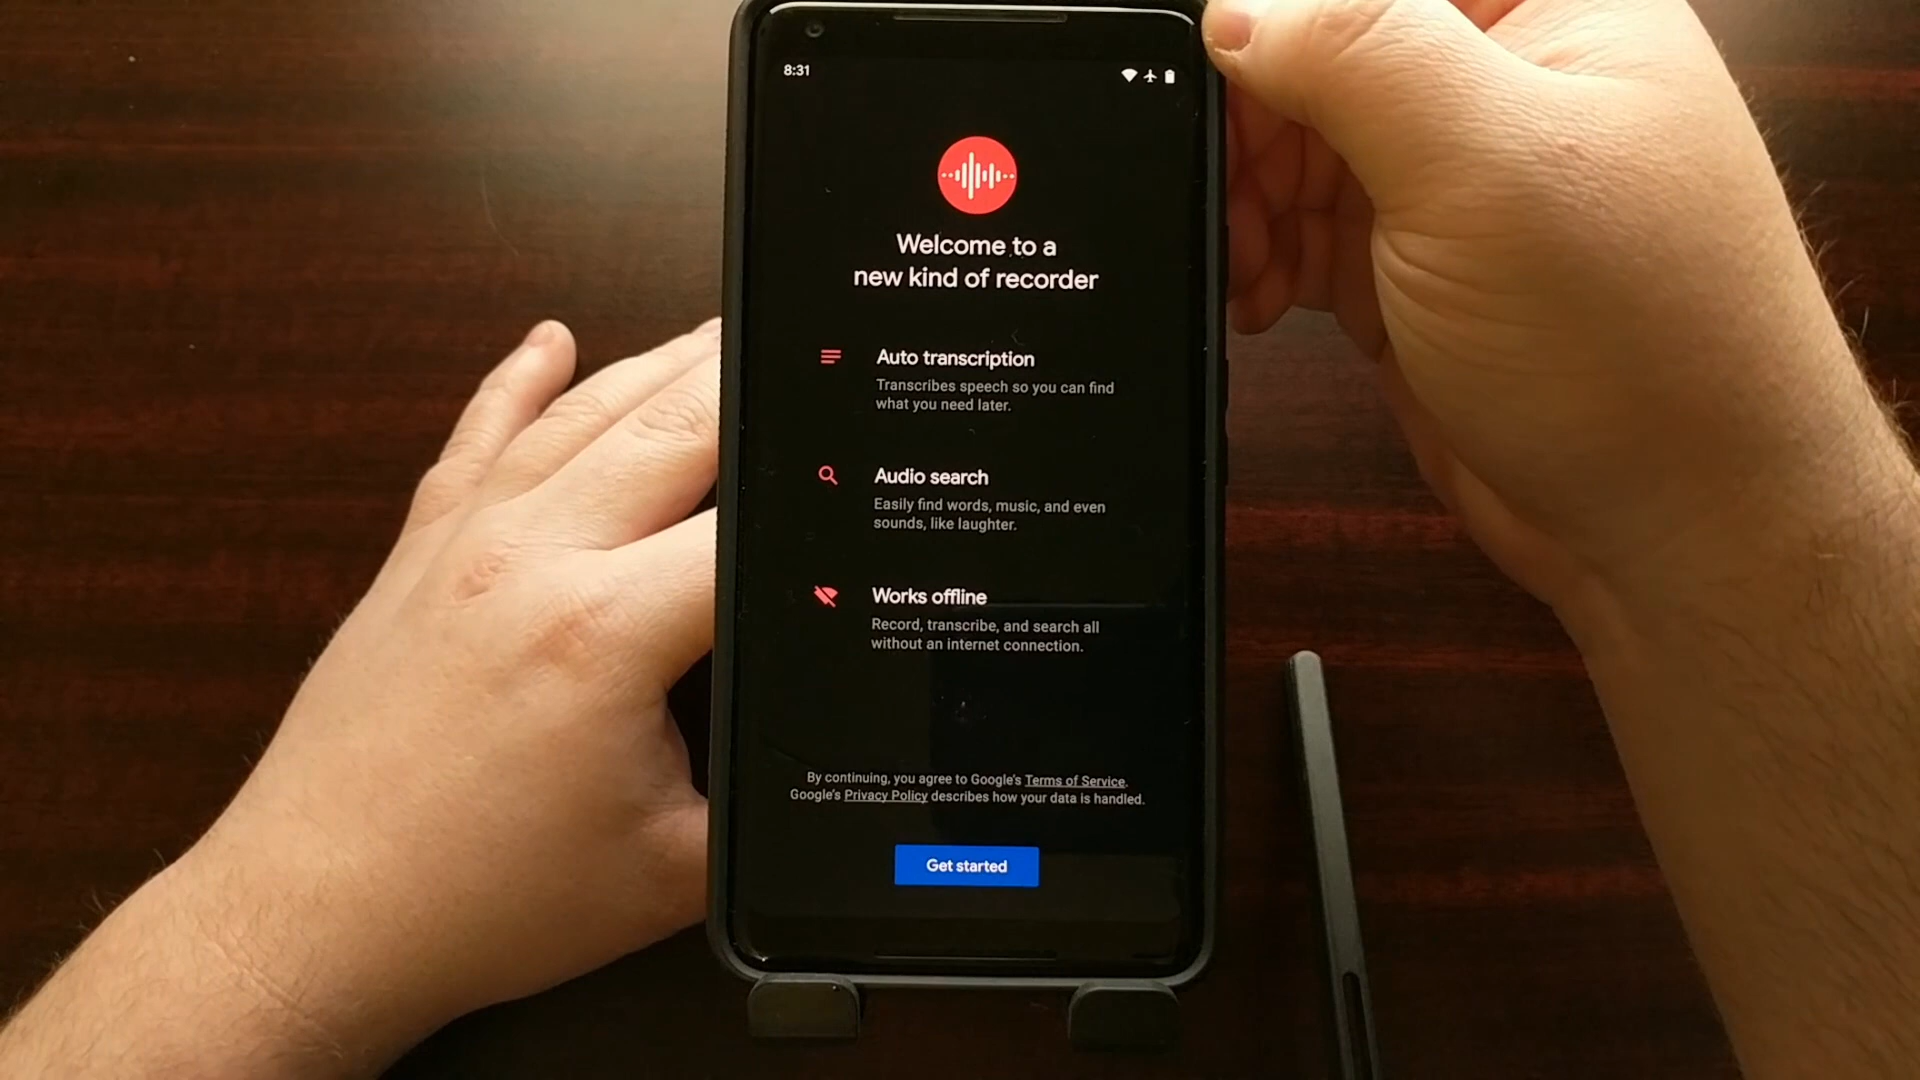 8:31
Welcome to a
new kind of recorder
Auto transcription
Transcribes speech so you can find
what you need later.
Audio search
Easily find words, music, and even
sounds, like laughter.
Works offline
Record, transcribe, and search all
without an internet connection.
By continuing, you agree to Google's Terms of Service.
Google's Privacy Policy describes how your data is handled.
Get started